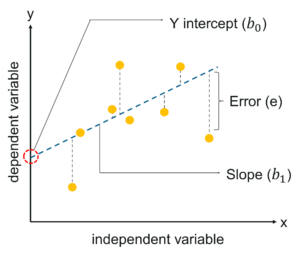 y
Y intercept (b₀)
dependent variable
Error (e)
Slope (b₁)
x
independent variable